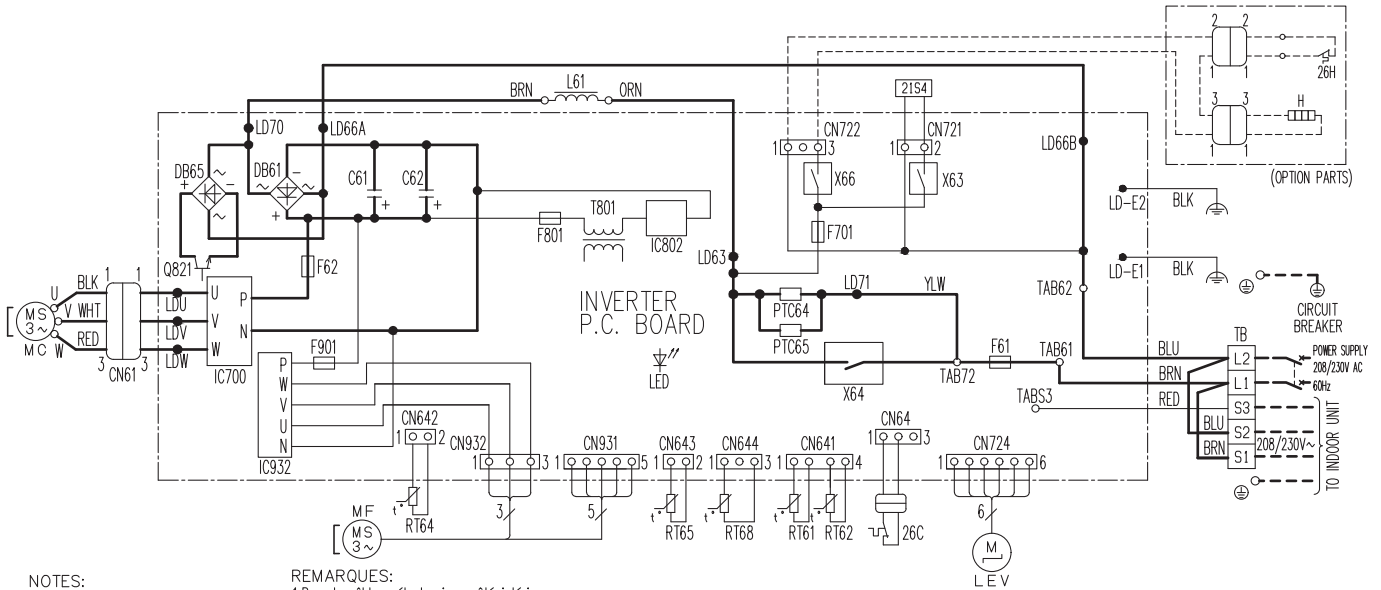 2 2
1 1
26H
3 3
1 1
H
(OPTION PARTS)
BRN L61 ORN
21S4
LD70
LD66A
CN722
1 3
CN721
1 2
LD66B
DB65
DB61
C61
C62
+ ~ -
~
~ - ~
+
+
+
X66
X63
T801
F801
IC802
F701
LD-E2
BLK
LD-E1
BLK
Q821
F62
LD63
LD71
YLW
TAB62
PTC64
PTC65
INVERTER
P.C. BOARD
LED
CIRCUIT
BREAKER
MS
3~
MC
U BLK
V WHT
W RED
1 1
3 3
CN61
LDU
LDV
LDW
U
V
W
P
N
IC700
X64
TAB72
F61
TAB61
TABS3
BLU
BRN
RED
BLU
BRN
TB
L2
L1
S3
S2
S1
POWER SUPPLY
208/230V AC
60Hz
208/230V~
TO INDOOR UNIT
F901
P
W
V
U
N
IC932
CN642
1 2
t°
RT64
CN932
1 3
3
CN931
1 5
5
CN643
1 2
t°
RT65
CN644
1 3
t°
RT68
CN641
1 4
t° t°
RT61 RT62
CN64
1 3
26C
CN724
1 6
6
M
LEV
MF
MS
3~
NOTES:
REMARQUES: